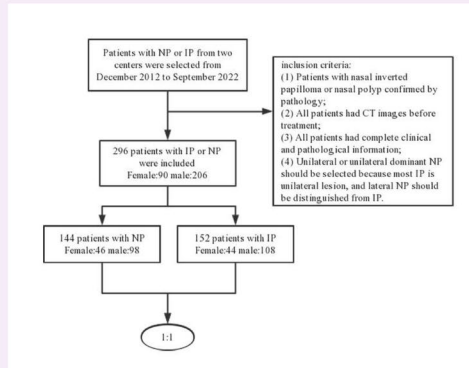 Patients with NP or IP from two
centers were selected from
December 2012 to September 2022
inclusion criteria:
(1) Patients with nasal inverted
papilloma or nasal polyp confirmed by
pathology;
(2) All patients had CT images before
treatment;
(3) All patients had complete clinical
and pathological information;
(4) Unilateral or unilateral dominant NP
should be selected because most IP is
unilateral lesion, and lateral NP should
be distinguished from IP.
296 patients with IP or NP
were included
Female:90 male:206
144 patients with NP
Female:46 male:98
152 patients with IP
Female:44 male:108
1:1